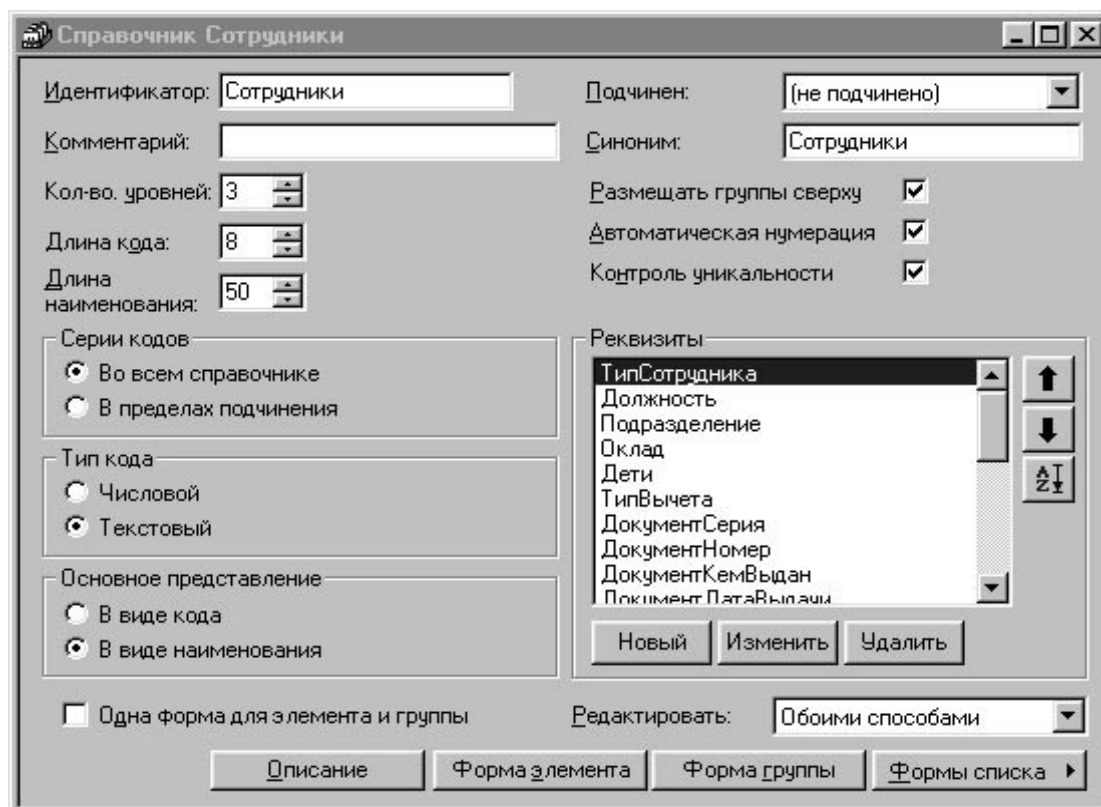 Справочник Сотрудники
Идентификатор: Сотрудники
Подчинен: (не подчинено)
Комментарий:
Синоним: Сотрудники
Кол-во. уровней: 3
Размещать группы сверху
Длина кода: 8
Автоматическая нумерация
Длина
наименования: 50
Контроль уникальности
Серии кодов
Во всем справочнике
В пределах подчинения
Тип кода
Числовой
Текстовый
Основное представление
В виде кода
В виде наименования
Реквизиты
ТипСотрудника
Должность
Подразделение
Оклад
Дети
ТипВычета
ДокументСерия
ДокументНомер
ДокументКемВыдан
ДокументДатаВыдачи
Новый Изменить Удалить
Одна форма для элемента и группы
Редактировать: Обоими способами
Описание Форма элемента Форма группы Формы списка